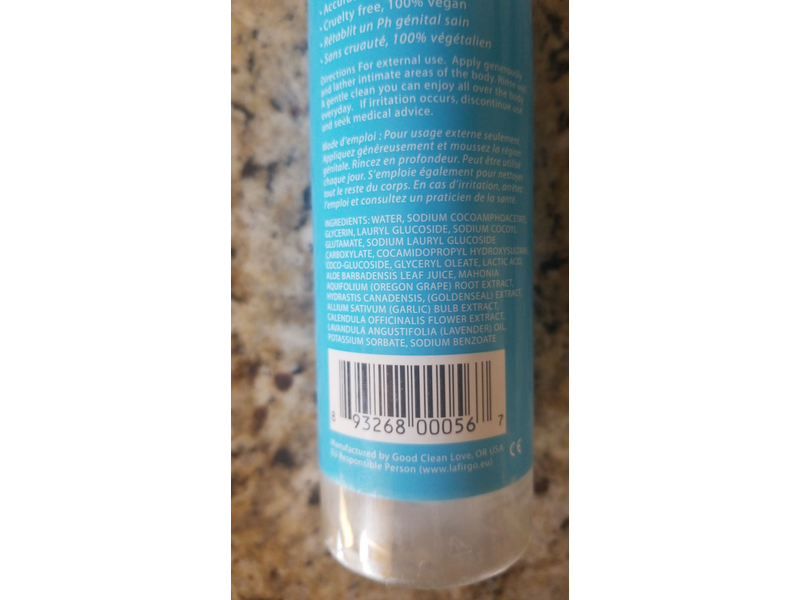 • Accura
• Cruelty free, 100% vegan
• Rétablit un Ph génital sain
• Sans cruauté, 100% végétalien
Directions For external use. Apply generously
and lather intimate areas of the body. Rinse well.
A gentle clean you can enjoy all over the body
everyday. If irritation occurs, discontinue use
and seek medical advice.
Mode d'emploi : Pour usage externe seulement.
Appliquez généreusement et moussez la région
génitale. Rincez en profondeur. Peut être utilisé
chaque jour. S'emploie également pour nettoyer
tout le reste du corps. En cas d'irritation, arrêtez
l'emploi et consultez un praticien de la santé.
INGREDIENTS: WATER, SODIUM COCOAMPHOACETATE,
GLYCERIN, LAURYL GLUCOSIDE, SODIUM COCOYL
GLUTAMATE, SODIUM LAURYL GLUCOSIDE
CARBOXYLATE, COCAMIDOPROPYL HYDROXYSULTAINE,
COCO-GLUCOSIDE, GLYCERYL OLEATE, LACTIC ACID,
ALOE BARBADENSIS LEAF JUICE, MAHONIA
AQUIFOLIUM (OREGON GRAPE) ROOT EXTRACT,
HYDRASTIS CANADENSIS, (GOLDENSEAL) EXTRACT,
ALLIUM SATIVUM (GARLIC) BULB EXTRACT,
CALENDULA OFFICINALIS FLOWER EXTRACT,
LAVANDULA ANGUSTIFOLIA (LAVENDER) OIL,
POTASSIUM SORBATE, SODIUM BENZOATE
8 93268 00056 7
Manufactured by Good Clean Love, OR USA
EU Responsible Person (www.lafirgo.eu) CE